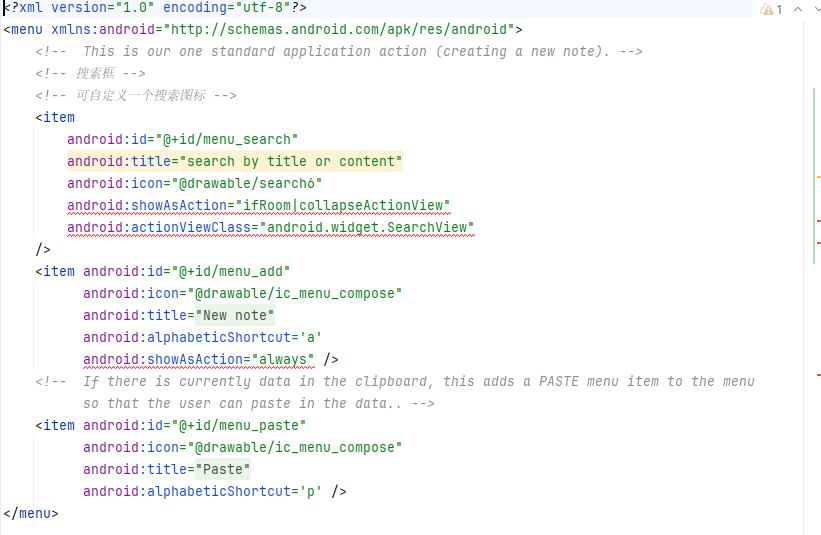 <?xml version="1.0" encoding="utf-8"?>
1
<menu xmlns:android="http://schemas.android.com/apk/res/android">
<!--  This is our one standard application action (creating a new note). -->
<!-- 搜索框 -->
<!-- 可自定义一个搜索图标 -->
<item
android:id="@+id/menu_search"
android:title="search by title or content"
android:icon="@drawable/search6"
android:showAsAction="ifRoom|collapseActionView"
android:actionViewClass="android.widget.SearchView"
/>
<item android:id="@+id/menu_add"
android:icon="@drawable/ic_menu_compose"
android:title="New note"
android:alphabeticShortcut='a'
android:showAsAction="always" />
<!--  If there is currently data in the clipboard, this adds a PASTE menu item to the menu
so that the user can paste in the data.. -->
<item android:id="@+id/menu_paste"
android:icon="@drawable/ic_menu_compose"
android:title="Paste"
android:alphabeticShortcut='p' />
</menu>